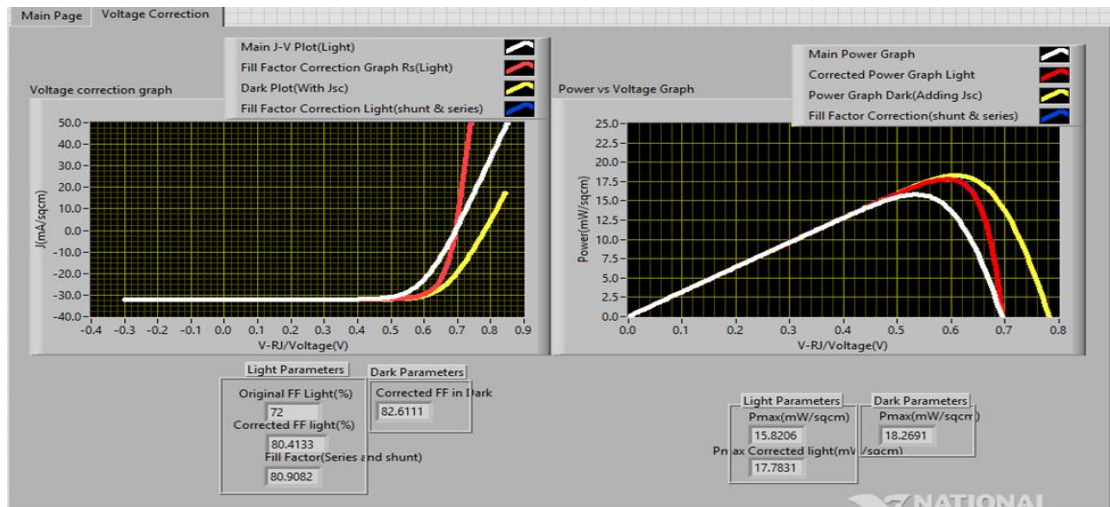 Main Page Voltage Correction
Main J-V Plot(Light)
Fill Factor Correction Graph Rs(Light)
Dark Plot(With Jsc)
Fill Factor Correction Light(shunt & series)
Voltage correction graph
50.0
40.0
30.0
20.0
10.0
0.0
-10.0
-20.0
-30.0
-40.0
J(mA/sqcm)
-0.4 -0.3 -0.2 -0.1 0.0 0.1 0.2 0.3 0.4 0.5 0.6 0.7 0.8 0.9
V-RJ/Voltage(V)
Main Power Graph
Corrected Power Graph Light
Power Graph Dark(Adding Jsc)
Fill Factor Correction(shunt & series)
Power vs Voltage Graph
25.0
22.5
20.0
17.5
15.0
12.5
10.0
7.5
5.0
2.5
0.0
Power(mW/sqcm)
0.0 0.1 0.2 0.3 0.4 0.5 0.6 0.7 0.8
V-RJ/Voltage(V)
Light Parameters
Original FF Light(%)
72
Corrected FF light(%)
80.4133
Fill Factor(Series and shunt)
80.9082
Dark Parameters
Corrected FF in Dark
82.6111
Light Parameters
Pmax(mW/sqcm)
15.8206
Pmax Corrected light(mW/sqcm)
17.7831
Dark Parameters
Pmax(mW/sqcm)
18.2691
NATIONAL